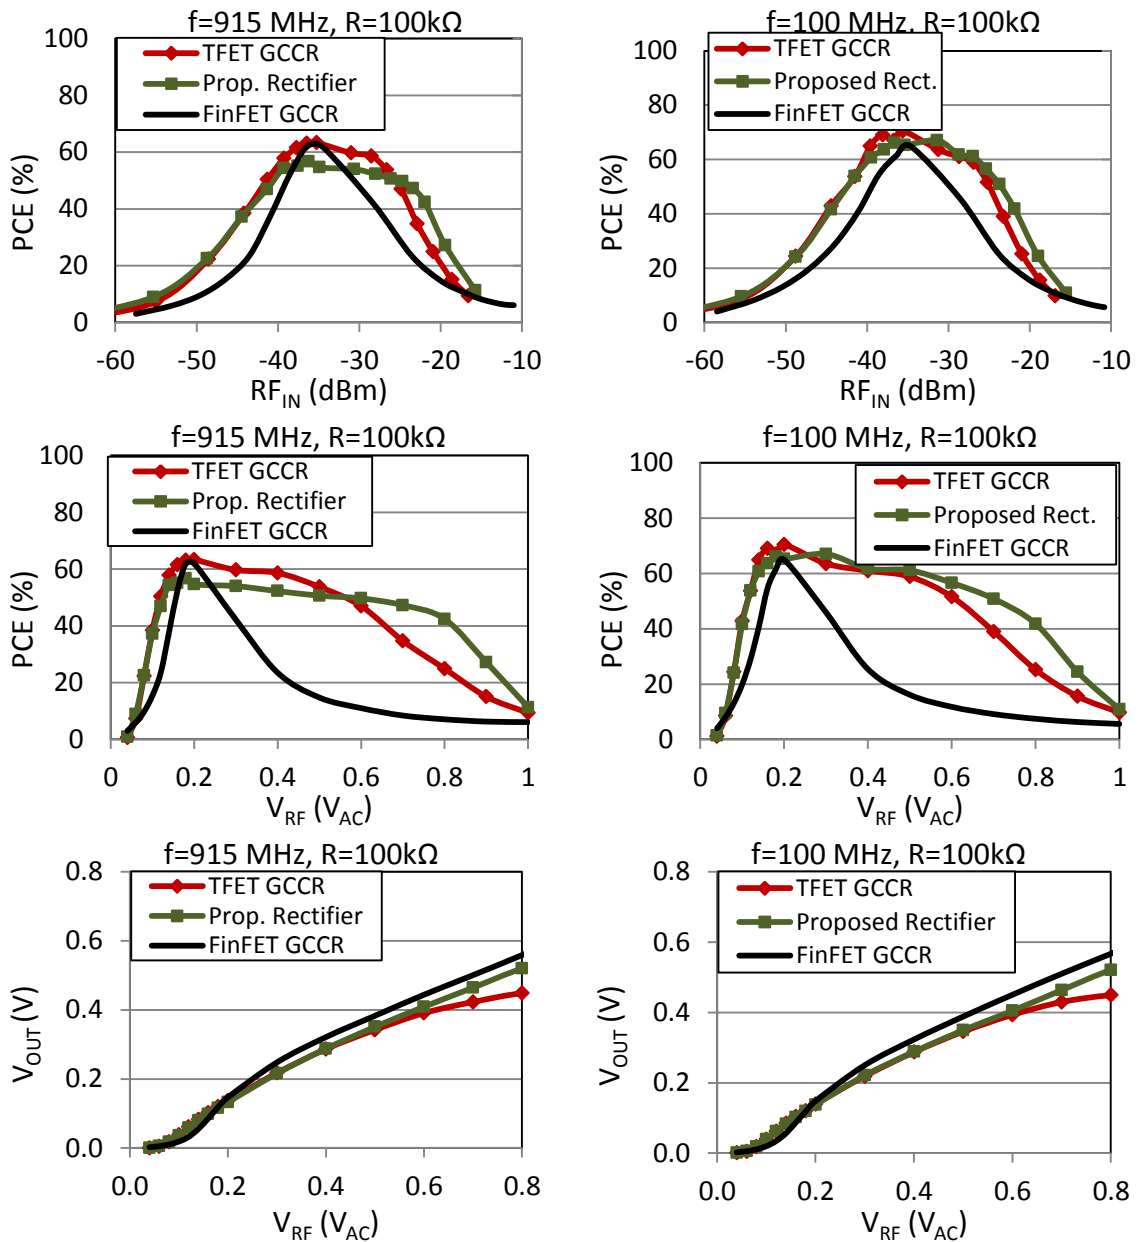 f=915 MHz, R=100kΩ
TFET GCCR
Prop. Rectifier
FinFET GCCR
PCE (%)
100
80
60
40
20
0
-60 -50 -40 -30 -20 -10
RF_IN (dBm)
f=100 MHz, R=100kΩ
TFET GCCR
Proposed Rect.
FinFET GCCR
PCE (%)
100
80
60
40
20
0
-60 -50 -40 -30 -20 -10
RF_IN (dBm)
f=915 MHz, R=100kΩ
TFET GCCR
Prop. Rectifier
FinFET GCCR
PCE (%)
100
80
60
40
20
0
0 0.2 0.4 0.6 0.8 1
V_RF (V_AC)
f=100 MHz, R=100kΩ
TFET GCCR
Proposed Rect.
FinFET GCCR
PCE (%)
100
80
60
40
20
0
0 0.2 0.4 0.6 0.8 1
V_RF (V_AC)
f=915 MHz, R=100kΩ
TFET GCCR
Prop. Rectifier
FinFET GCCR
V_OUT (V)
0.8
0.6
0.4
0.2
0.0
0.0 0.2 0.4 0.6 0.8
V_RF (V_AC)
f=100 MHz, R=100kΩ
TFET GCCR
Proposed Rectifier
FinFET GCCR
V_OUT (V)
0.8
0.6
0.4
0.2
0.0
0.0 0.2 0.4 0.6 0.8
V_RF (V_AC)